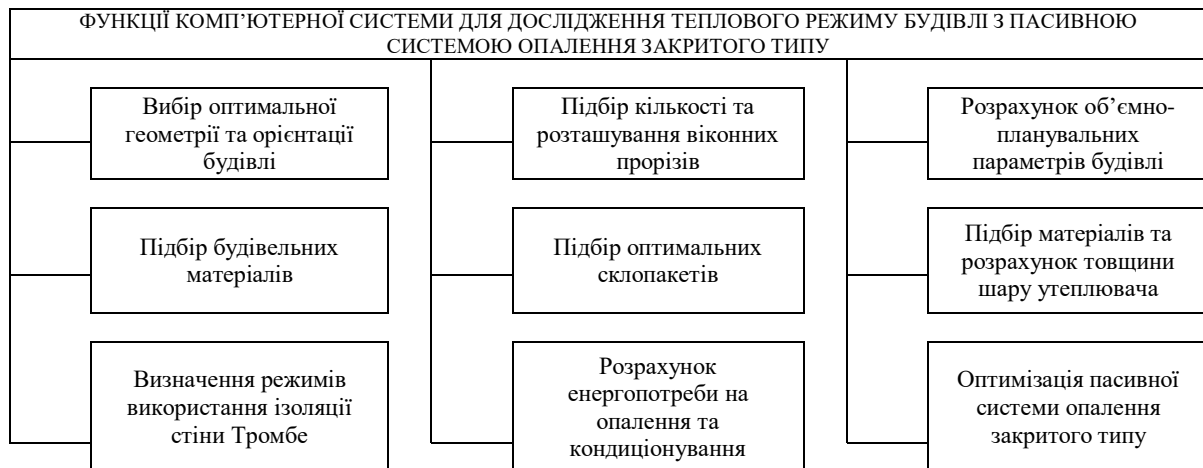 ФУНКЦІЇ КОМП’ЮТЕРНОЇ СИСТЕМИ ДЛЯ ДОСЛІДЖЕННЯ ТЕПЛОВОГО РЕЖИМУ БУДІВЛІ З ПАСИВНОЮ
СИСТЕМОЮ ОПАЛЕННЯ ЗАКРИТОГО ТИПУ
Вибір оптимальної
геометрії та орієнтації
будівлі
Підбір кількості та
розташування віконних
прорізів
Розрахунок об’ємно-
планувальних
параметрів будівлі
Підбір будівельних
матеріалів
Підбір оптимальних
склопакетів
Підбір матеріалів та
розрахунок товщини
шару утеплювача
Визначення режимів
використання ізоляції
стіни Тромбе
Розрахунок
енергопотреби на
опалення та
кондиціонування
Оптимізація пасивної
системи опалення
закритого типу